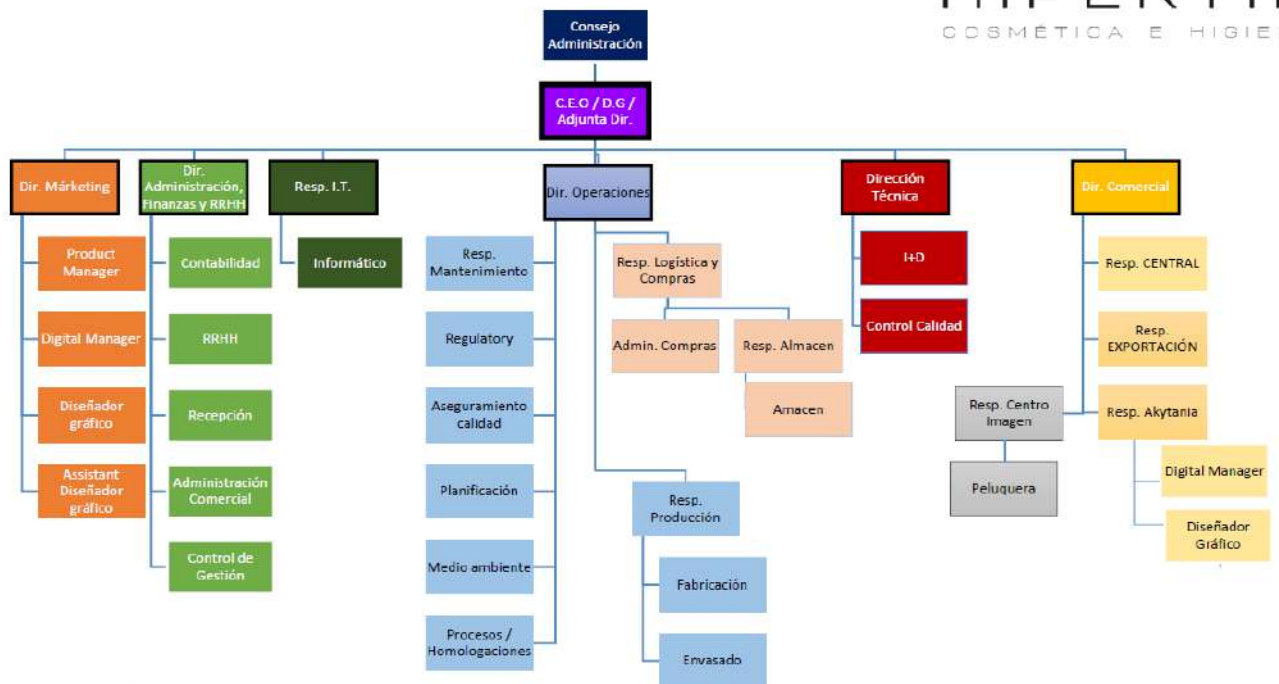 COSMÉTICA E HIGIE
Consejo
Administración
C.E.O / D.G /
Adjunta Dir.
Dir. Márketing
Dir.
Administración,
Finanzas y RRHH
Resp. I.T.
Dir. Operaciones
Dirección
Técnica
Dir. Comercial
Product
Manager
Digital Manager
Diseñador
gráfico
Assistant
Diseñador
gráfico
Contabilidad
RRHH
Recepción
Administración
Comercial
Control de
Gestión
Informático
Resp.
Mantenimiento
Regulatory
Aseguramiento
calidad
Planificación
Medio ambiente
Procesos /
Homologaciones
Resp. Logística y
Compras
Admin. Compras
Resp. Almacen
Amacen
Resp.
Producción
Fabricación
Envasado
I+D
Control Calidad
Resp. CENTRAL
Resp.
EXPORTACIÓN
Resp. Akytania
Resp. Centro
Imagen
Peluquera
Digital Manager
Diseñador
Gráfico